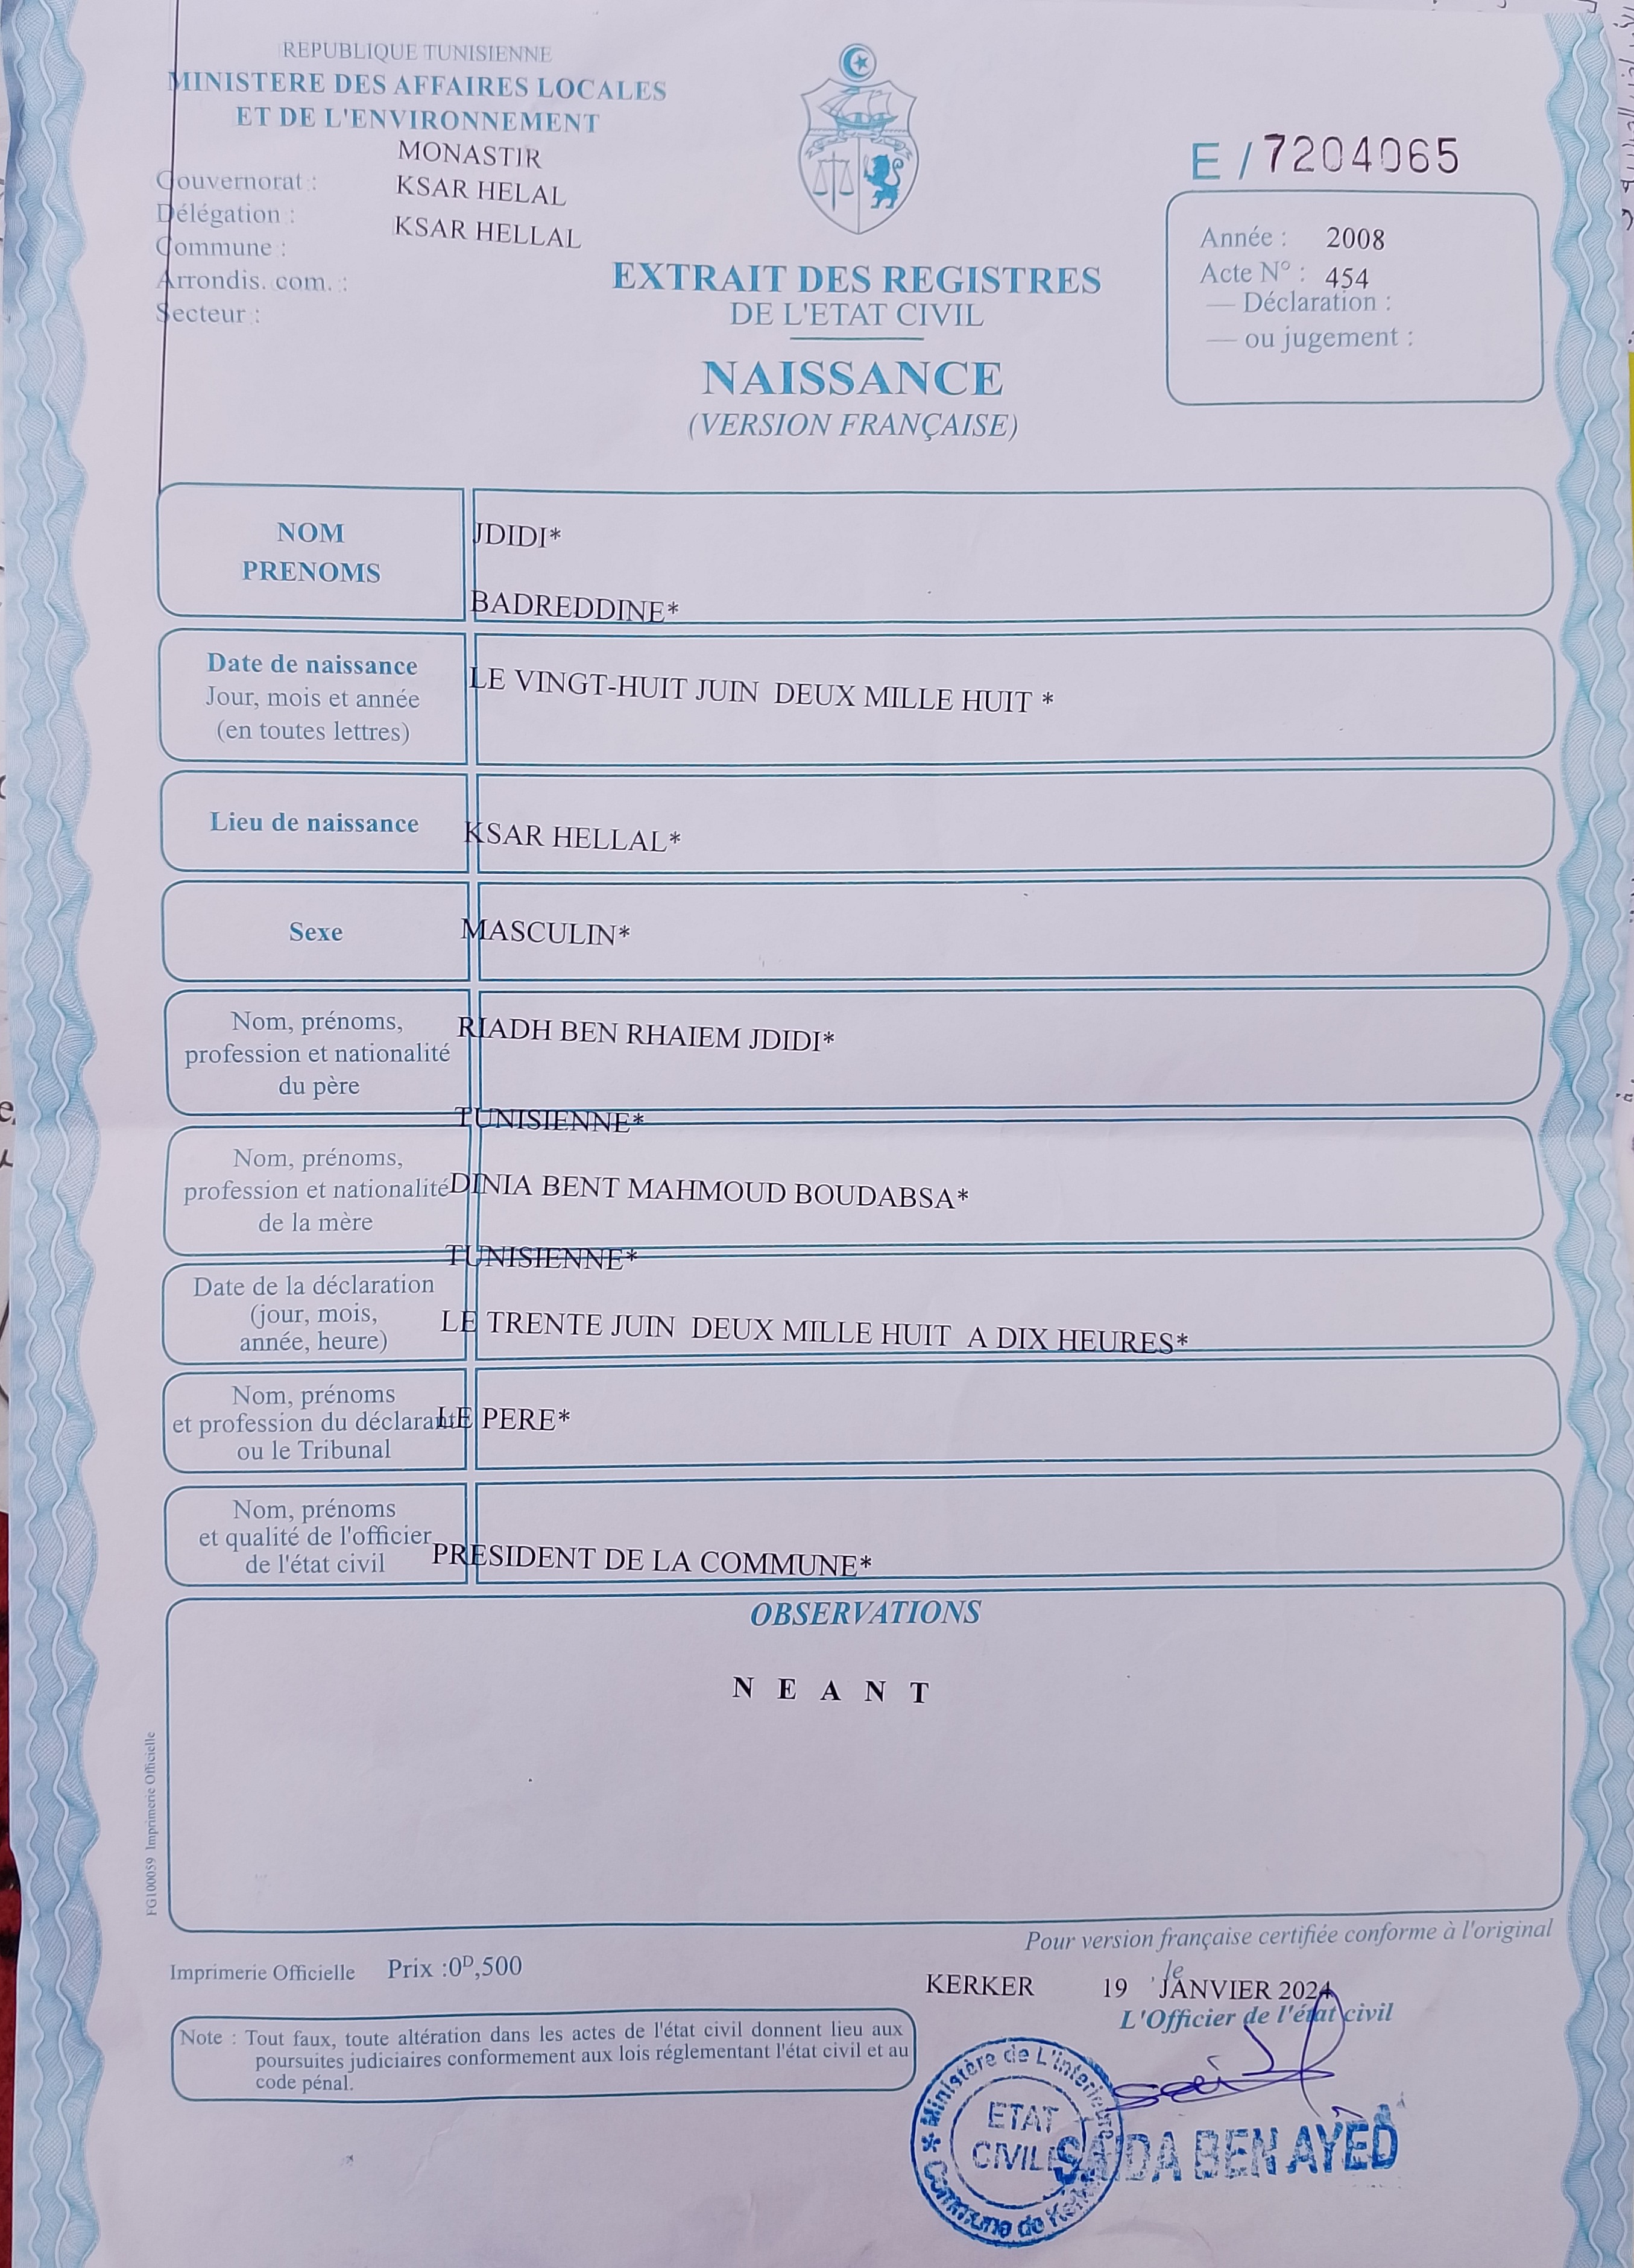 REPUBLIQUE TUNISIENNE
MINISTERE DES AFFAIRES LOCALES
ET DE L'ENVIRONNEMENT
MONASTIR
Gouvernorat :
KSAR HELAL
Délégation :
KSAR HELLAL
Commune :
Arrondis. com. :
Secteur :
E / 7204065
Année : 2008
Acte N° : 454
— Déclaration :
— ou jugement :
EXTRAIT DES REGISTRES
DE L'ETAT CIVIL
NAISSANCE
(VERSION FRANÇAISE)
NOM
PRENOMS
JDIDI*
BADREDDINE*
Date de naissance
Jour, mois et année
(en toutes lettres)
LE VINGT-HUIT JUIN DEUX MILLE HUIT *
Lieu de naissance
KSAR HELLAL*
Sexe
MASCULIN*
Nom, prénoms,
profession et nationalité
du père
RIADH BEN RHAIEM JDIDI*
TUNISIENNE*
Nom, prénoms,
profession et nationalité
de la mère
DINIA BENT MAHMOUD BOUDABSA*
TUNISIENNE*
Date de la déclaration
(jour, mois,
année, heure)
LE TRENTE JUIN DEUX MILLE HUIT A DIX HEURES*
Nom, prénoms
et profession du déclarant
ou le Tribunal
LE PERE*
Nom, prénoms
et qualité de l'officier
de l'état civil
PRESIDENT DE LA COMMUNE*
OBSERVATIONS
N E A N T
FG100059 Imprimerie Officielle
Pour version française certifiée conforme à l'original
Imprimerie Officielle Prix :0D,500
KERKER 19 le JANVIER 2024
L'Officier de l'état civil
Note : Tout faux, toute altération dans les actes de l'état civil donnent lieu aux
poursuites judiciaires conformement aux lois réglementant l'état civil et au
code pénal.
Ministère de L'interieur
ETAT
CIVIL
Commune de Kerker
SAIDA BEN AYED